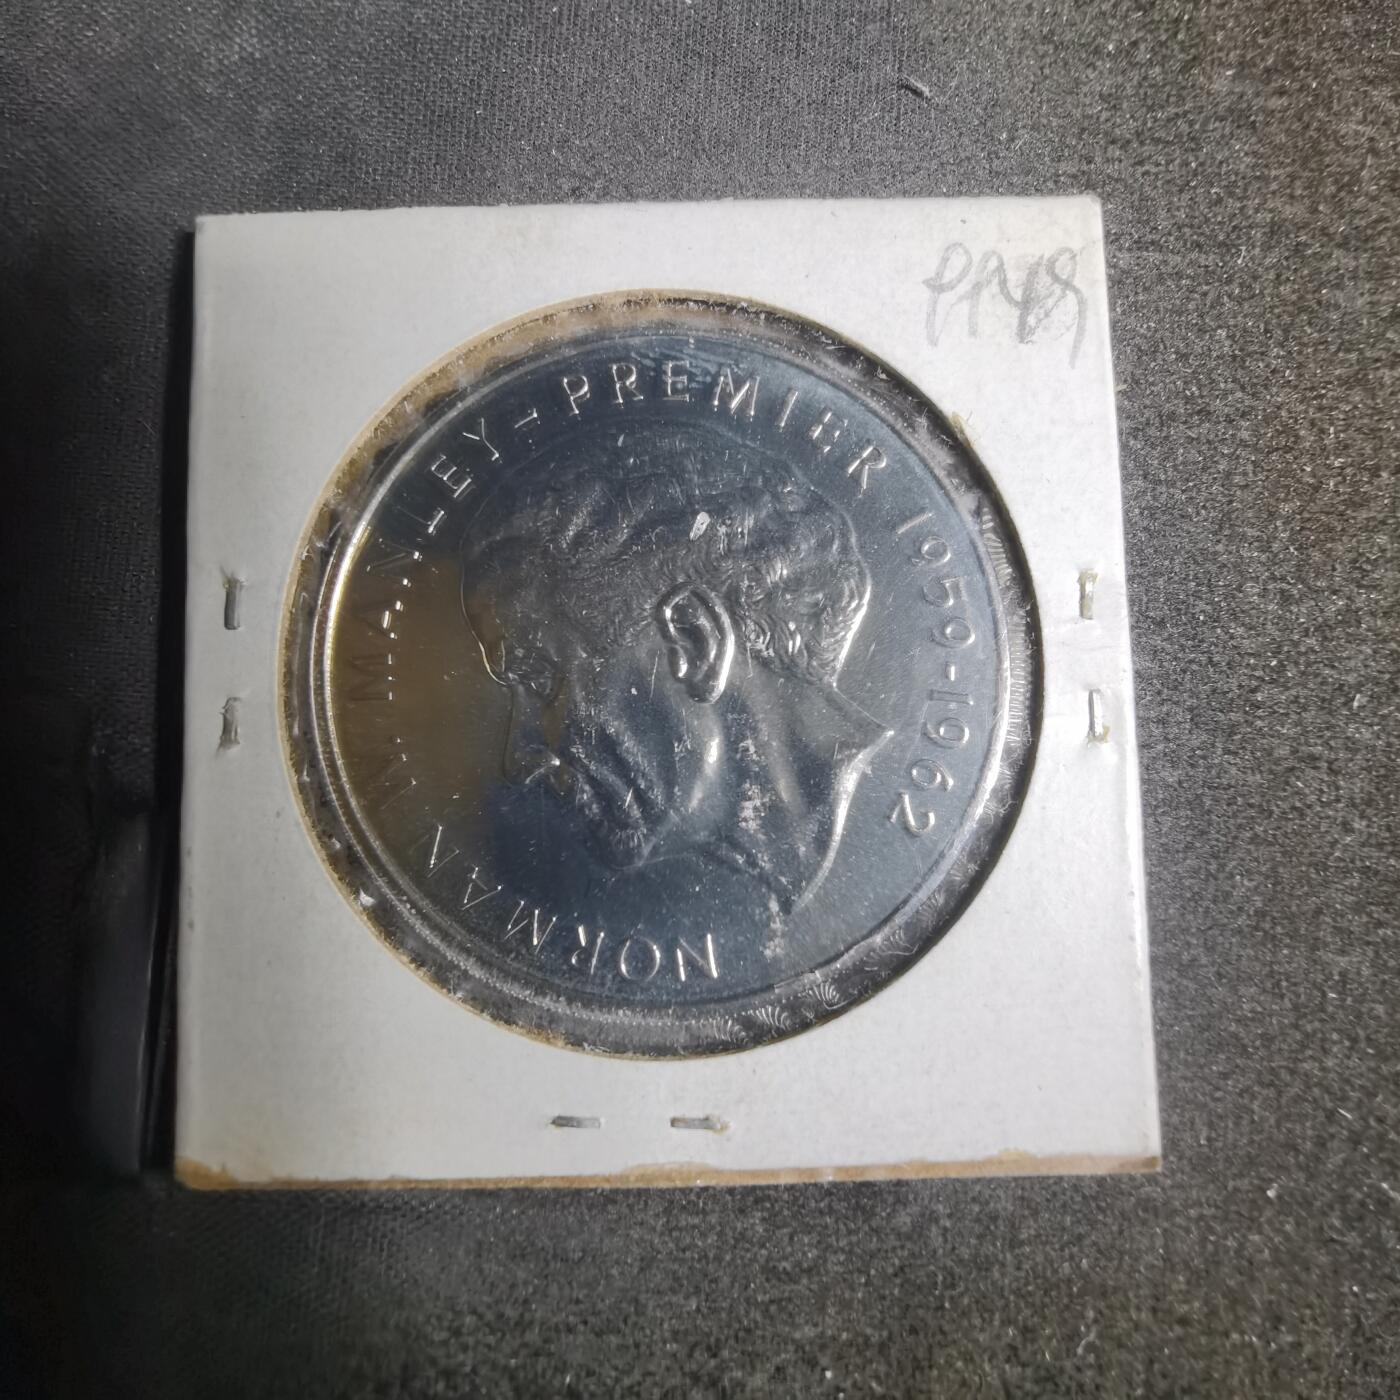 NORMAN W. MANLEY - PREMIER 1959-1962